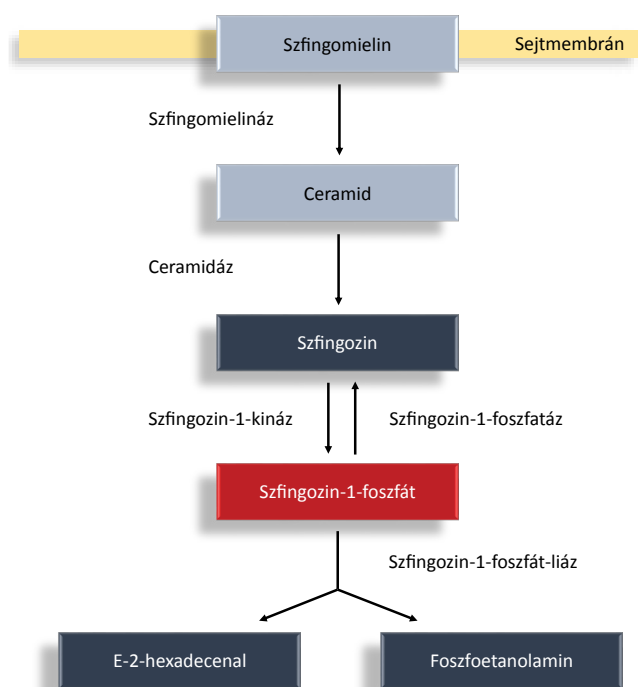 Szfingomielin
Sejtmembrán
Szfingomielináz
Ceramid
Ceramidáz
Szfingozin
Szfingozin-1-kináz
Szfingozin-1-foszfatáz
Szfingozin-1-foszfát
Szfingozin-1-foszfát-liáz
E-2-hexadecenal
Foszfoetanolamin